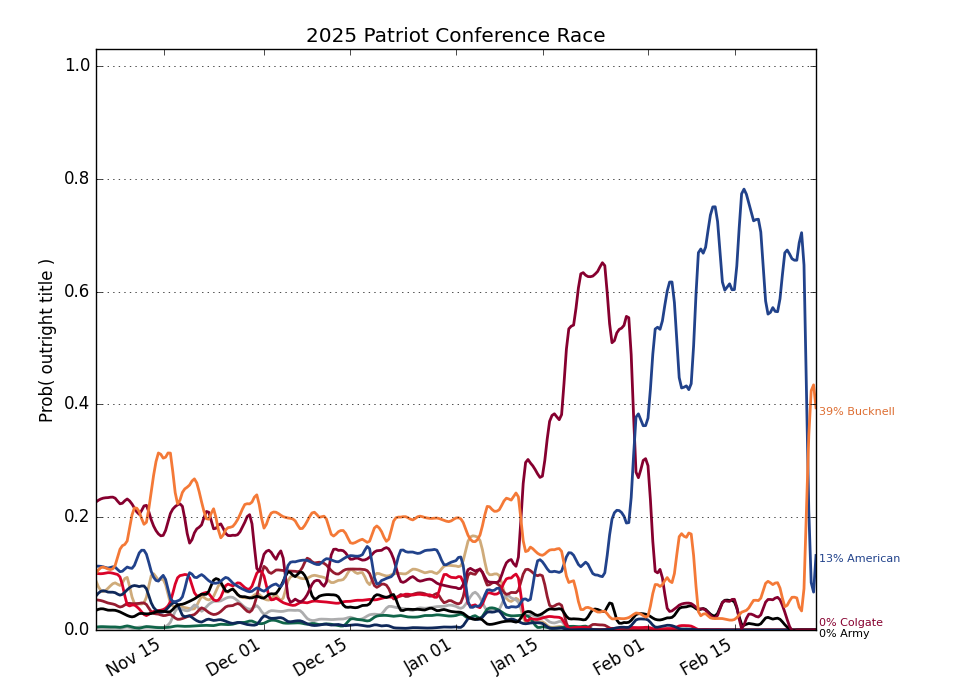 2025 Patriot Conference Race
Prob( outright title )
1.0
0.8
0.6
0.4
0.2
0.0
39% Bucknell
13% American
0% Colgate
0% Army
Nov 15
Dec 01
Dec 15
Jan 01
Jan 15
Feb 01
Feb 15